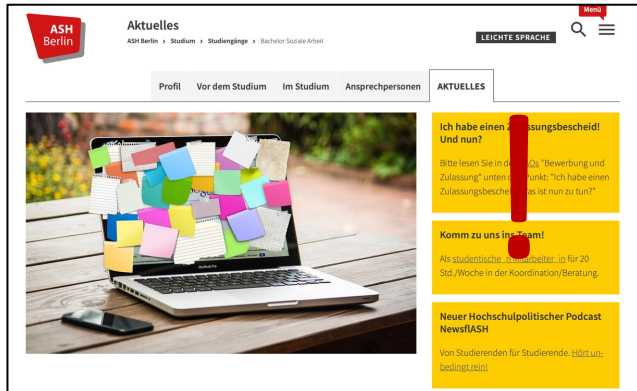 ASH
Berlin
Aktuelles
ASH Berlin > Studium > Studiengänge > Bachelor Soziale Arbeit
LEICHTE SPRACHE
Menü
Profil
Vor dem Studium
Im Studium
Ansprechpersonen
AKTUELLES
Ich habe einen
Und nun?
Bitte lesen Sie in "Bewerbung und
Zulassung" unten Punkt: "Ich habe einen
ist nun zu tun?"
Komm zu uns ins Team!
Als für 20
Std./Woche in der Koordination/Beratung.
Neuer Hochschulpolitischer Podcast
NewsflASH
Von Studierenden für Studierende. Hört un-
bedingt rein!
MacBook Pro
!